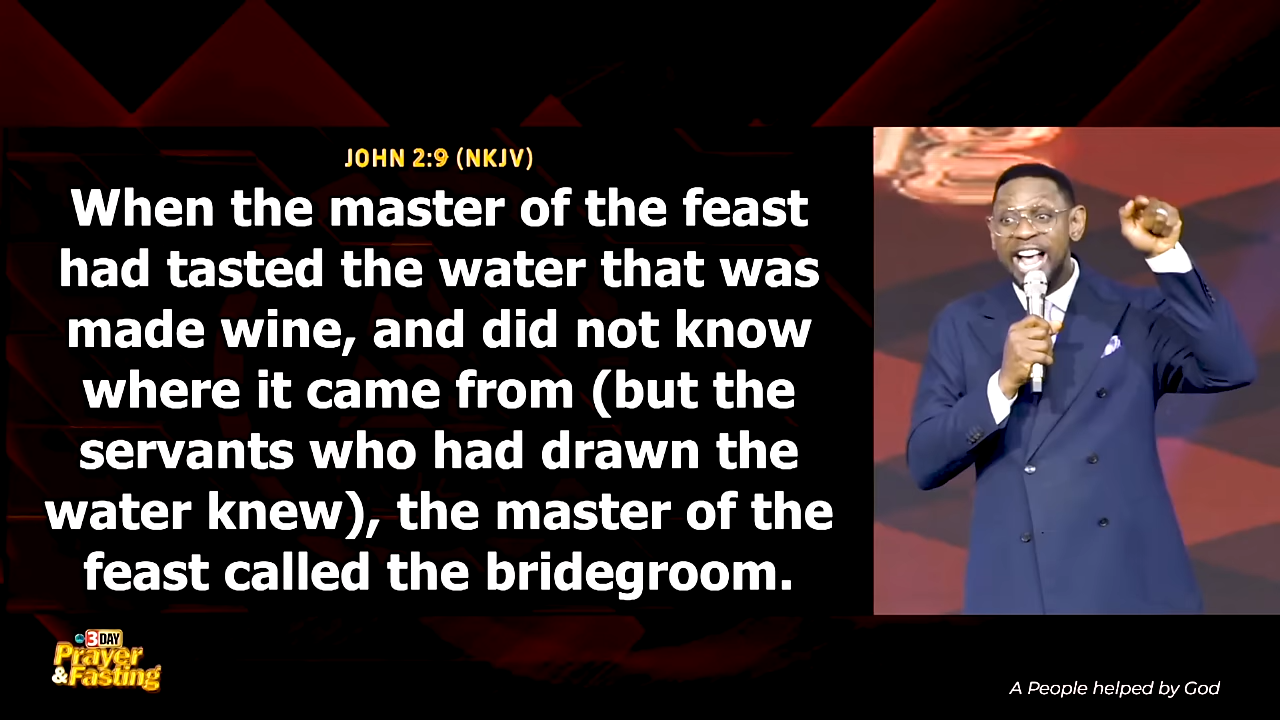 JOHN 2:9 (NKJV)
When the master of the feast
had tasted the water that was
made wine, and did not know
where it came from (but the
servants who had drawn the
water knew), the master of the
feast called the bridegroom.
3 DAY
Prayer
&Fasting
A People helped by God